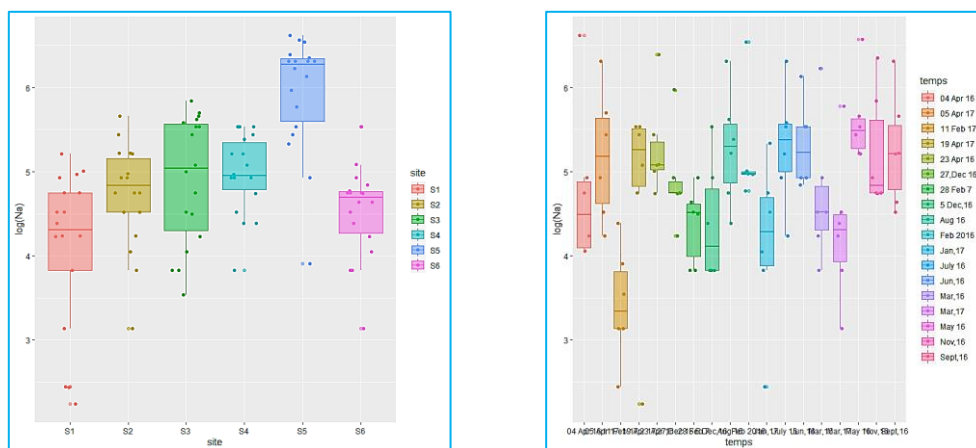 6
5
4
3
log(Na)
S1 S2 S3 S4 S5 S6
site
site
S1
S2
S3
S4
S5
S6
6
5
4
3
log(Na)
temps
temps
04 Apr 16
05 Apr 17
11 Feb 17
19 Apr 17
23 Apr 16
27,Dec 16
28 Feb 7
5 Dec,16
Aug 16
Feb 2016
Jan,17
July 16
Jun,16
Mar,16
Mar,17
May 16
Nov,16
Sept,16